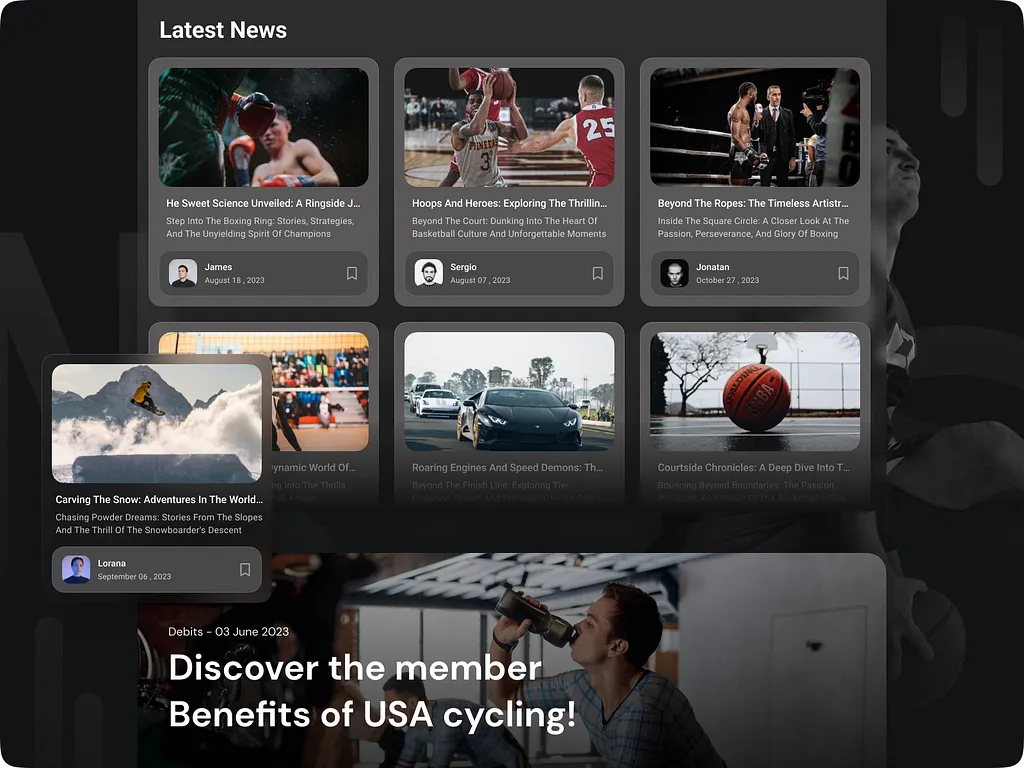 Latest News
PIONEERS
3
25
He Sweet Science Unveiled: A Ringside J...
Step Into The Boxing Ring: Stories, Strategies,
And The Unyielding Spirit Of Champions
James
August 18 , 2023
Hoops And Heroes: Exploring The Thrillin...
Beyond The Court: Dunking Into The Heart Of
Basketball Culture And Unforgettable Moments
Sergio
August 07 , 2023
Beyond The Ropes: The Timeless Artistr...
Inside The Square Circle: A Closer Look At The
Passion, Perseverance, And Glory Of Boxing
Jonatan
October 27 , 2023
Carving The Snow: Adventures In The World...
Chasing Powder Dreams: Stories From The Slopes
And The Thrill Of The Snowboarder's Descent
Lorana
September 06 , 2023
ynamic World Of...
ng Into The Thrills
Roaring Engines And Speed Demons: Th...
Beyond The Finish Line: Exploring The
SPALDING
NBA
Courtside Chronicles: A Deep Dive Into T...
Bouncing Beyond Boundaries: The Passion,
Debits - 03 June 2023
Discover the member
Benefits of USA cycling!